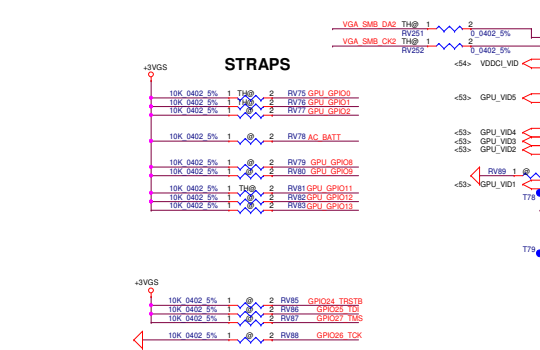 VGA_SMB_DA2 TH@ 1 2
RV251 0_0402_5%
VGA_SMB_CK2 TH@ 1 2
RV252 0_0402_5%
STRAPS
<54> VDDCI_VID
+3VGS
10K_0402_5% 1 TH@ 2 RV75 GPU_GPIO0
10K_0402_5% 1 TH@ 2 RV76 GPU_GPIO1
10K_0402_5% 1 @ 2 RV77 GPU_GPIO2
<53> GPU_VID5
10K_0402_5% 1 @ 2 RV78 AC_BATT
<53> GPU_VID4
<53> GPU_VID3
<53> GPU_VID2
10K_0402_5% 1 @ 2 RV79 GPU_GPIO8
10K_0402_5% 1 @ 2 RV80 GPU_GPIO9
RV89 1 @
<53> GPU_VID1
10K_0402_5% 1 TH@ 2 RV81 GPU_GPIO11
10K_0402_5% 1 @ 2 RV82 GPU_GPIO12
10K_0402_5% 1 @ 2 RV83 GPU_GPIO13
T78
T79
+3VGS
10K_0402_5% 1 @ 2 RV85 GPIO24_TRSTB
10K_0402_5% 1 @ 2 RV86 GPIO25_TDI
10K_0402_5% 1 @ 2 RV87 GPIO27_TMS
10K_0402_5% 1 @ 2 RV88 GPIO26_TCK